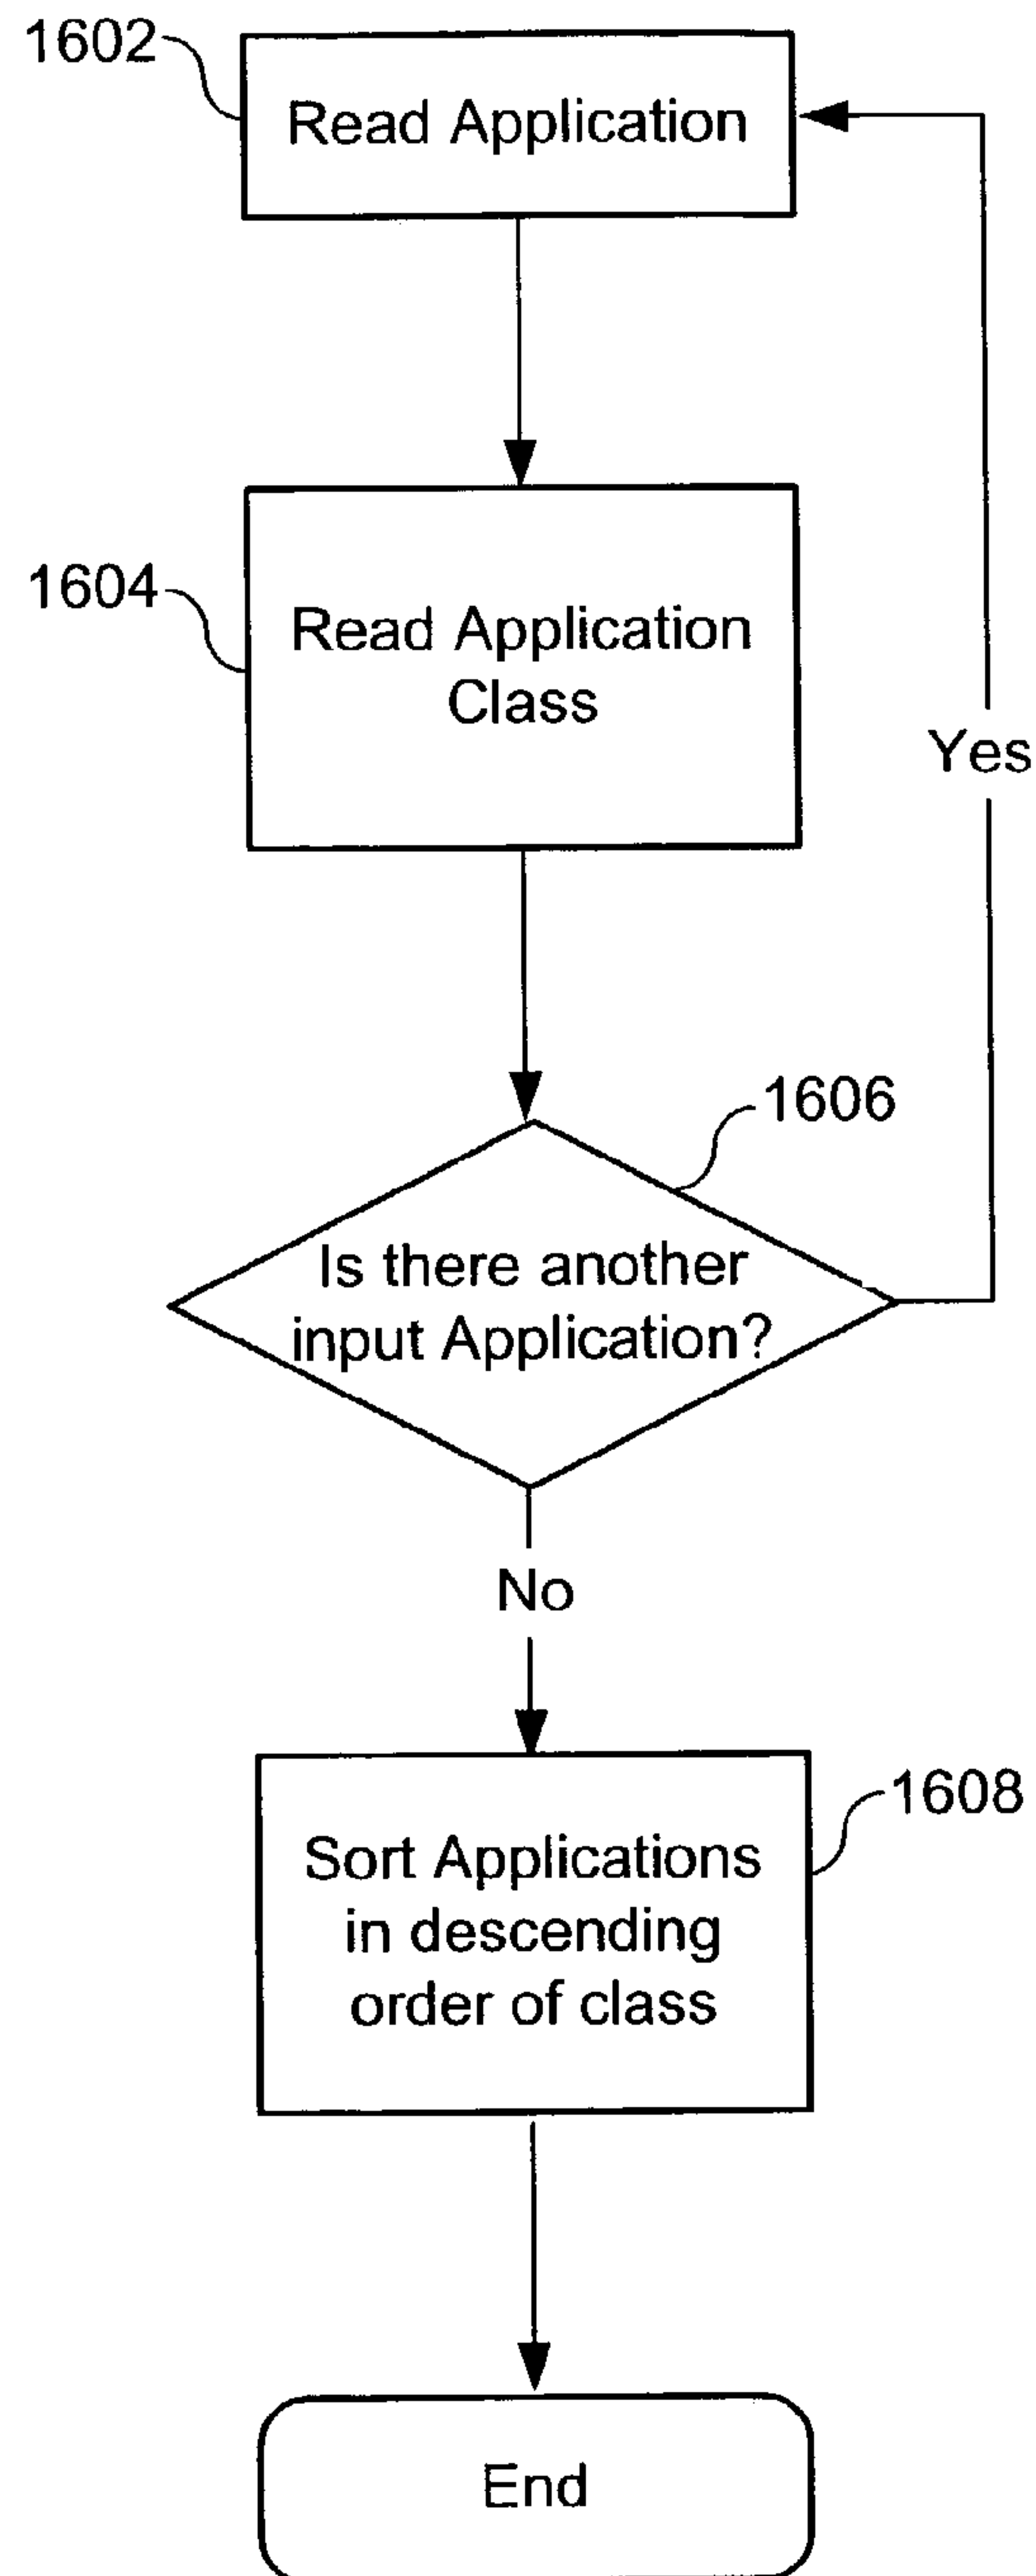 1602
Read Application
1604
Read Application
Class
Yes
1606
Is there another
input Application?
No
1608
Sort Applications
in descending
order of class
End